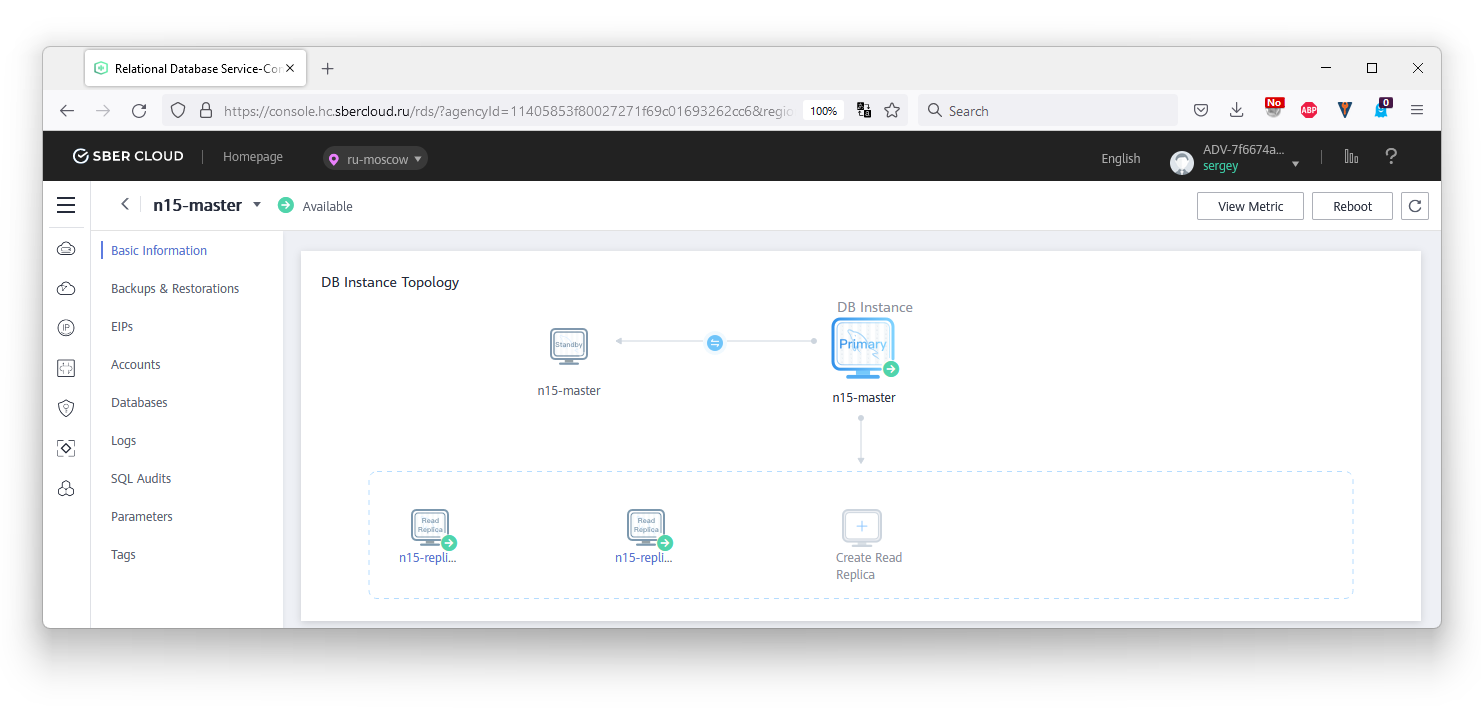 Relational Database Service-Cor
https://console.hc.sbercloud.ru/rds/?agencyId=11405853f80027271f69c01693262cc6&regio
100%
Search
No
ABP
0
SBER CLOUD
Homepage
ru-moscow
English
ADV-7f6674a...
sergey
?
n15-master
Available
View Metric
Reboot
Basic Information
Backups & Restorations
EIPs
Accounts
Databases
Logs
SQL Audits
Parameters
Tags
IP
DB Instance Topology
DB Instance
Standby
Primary
n15-master
n15-master
Read
Replica
n15-repli...
Read
Replica
n15-repli...
Create Read
Replica